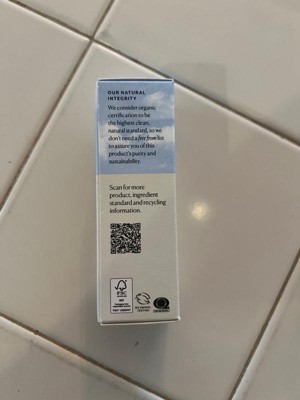 OUR NATURAL
INTEGRITY
We consider organic
certification to be
the highest clean,
natural standard, so we
don't need a free from list
to assure you of this
product's purity and
sustainability.
Scan for more
product, ingredient
standard and recycling
information.
FSC
MIX